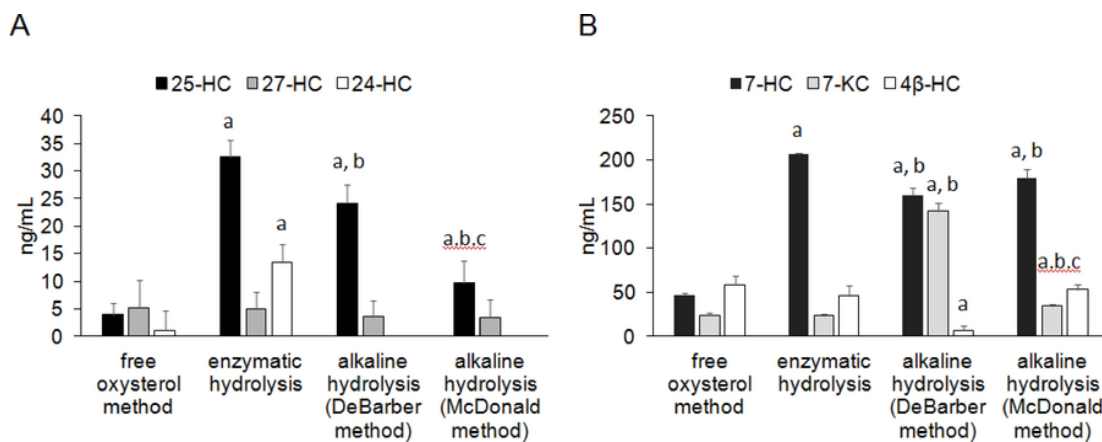 A
25-HC 27-HC 24-HC
40
35
30
25
20
15
10
5
0
ng/mL
a
a
a, b
a.b.c
free
oxysterol
method
enzymatic
hydrolysis
alkaline
hydrolysis
(DeBarber
method)
alkaline
hydrolysis
(McDonald
method)
B
7-HC 7-KC 4β-HC
250
200
150
100
50
0
ng/mL
a
a, b
a, b
a
a, b
a.b.c
free
oxysterol
method
enzymatic
hydrolysis
alkaline
hydrolysis
(DeBarber
method)
alkaline
hydrolysis
(McDonald
method)